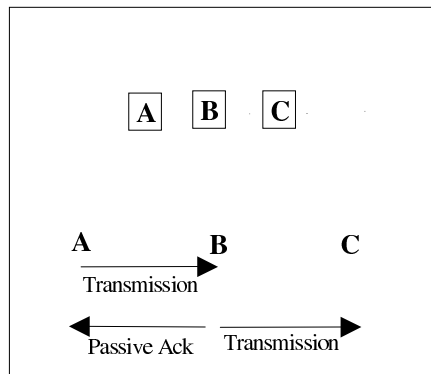 A B C
A B C
Transmission
Passive Ack Transmission